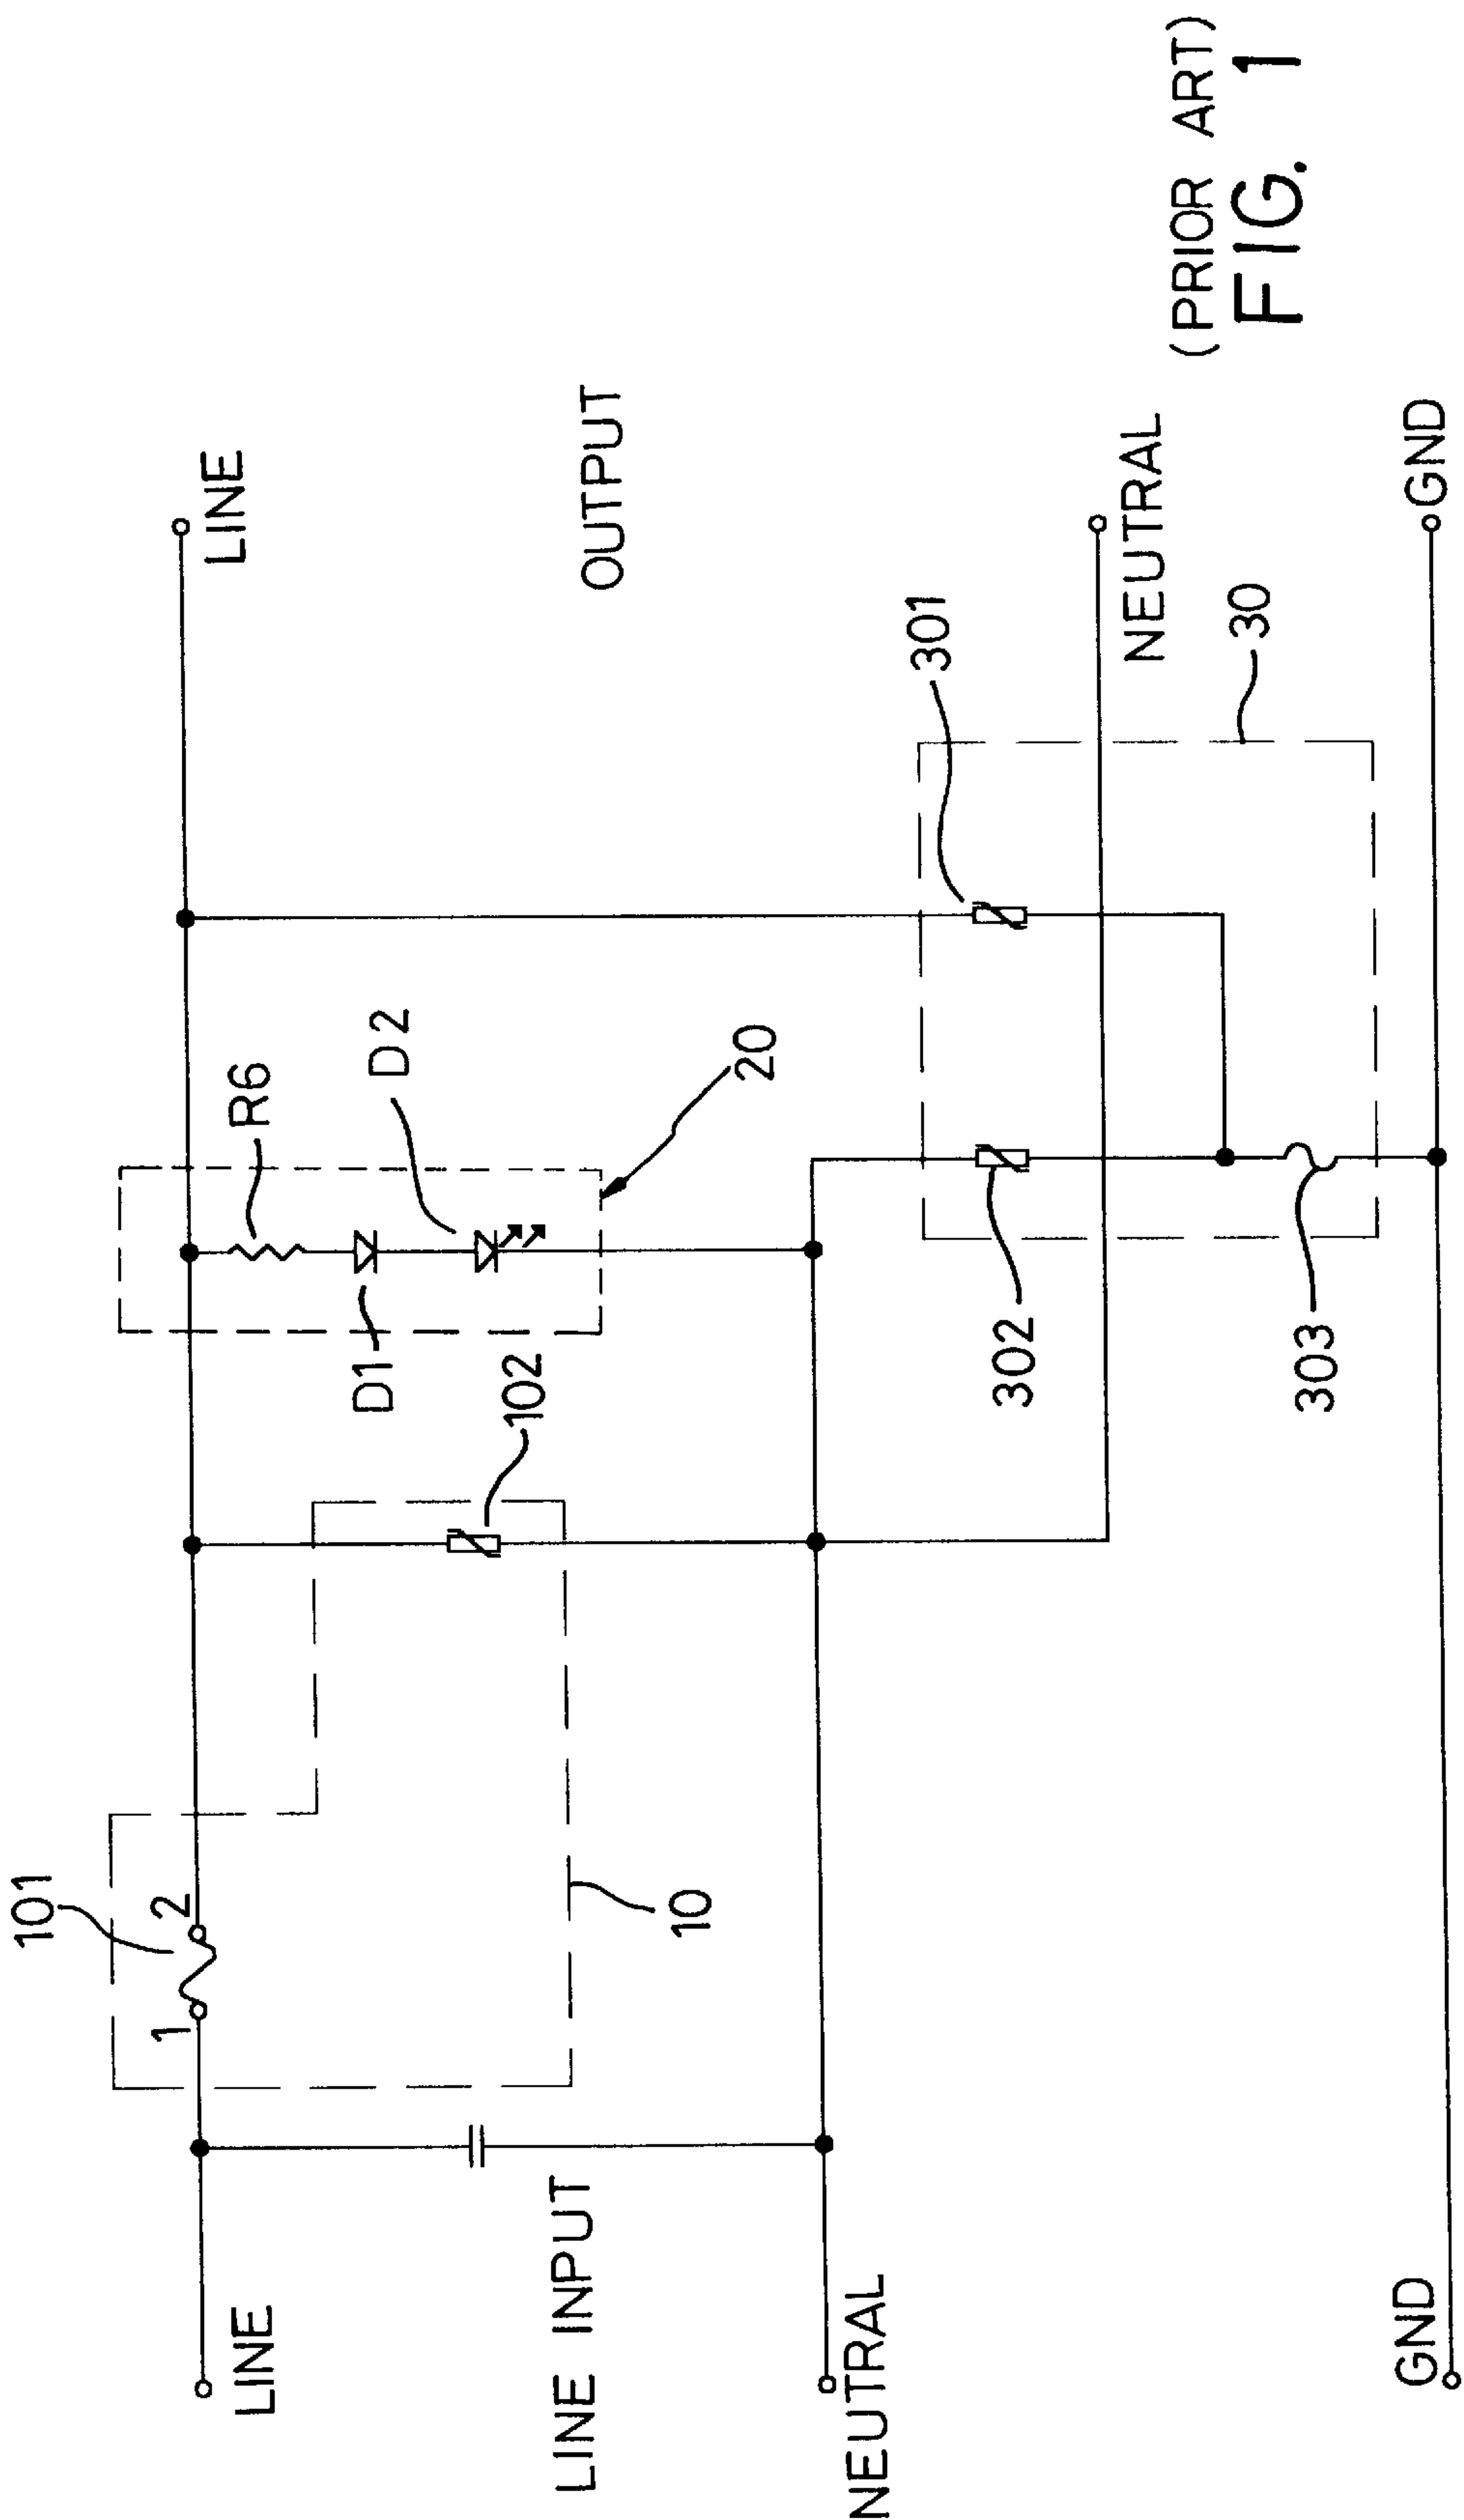 101
1
2
LINE
LINE
R6
D1
D2
20
102
10
LINE INPUT
OUTPUT
NEUTRAL
301
302
NEUTRAL
30
303
GND
GND
(PRIOR ART)
FIG. 1